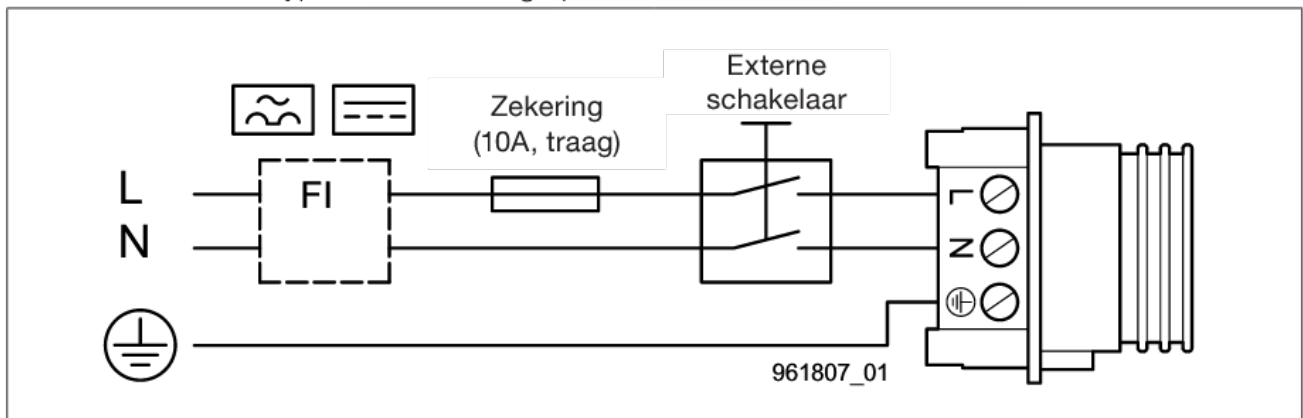 Zekering
(10A, traag)
Externe
schakelaar
L
FI
L
N
N
961807_01